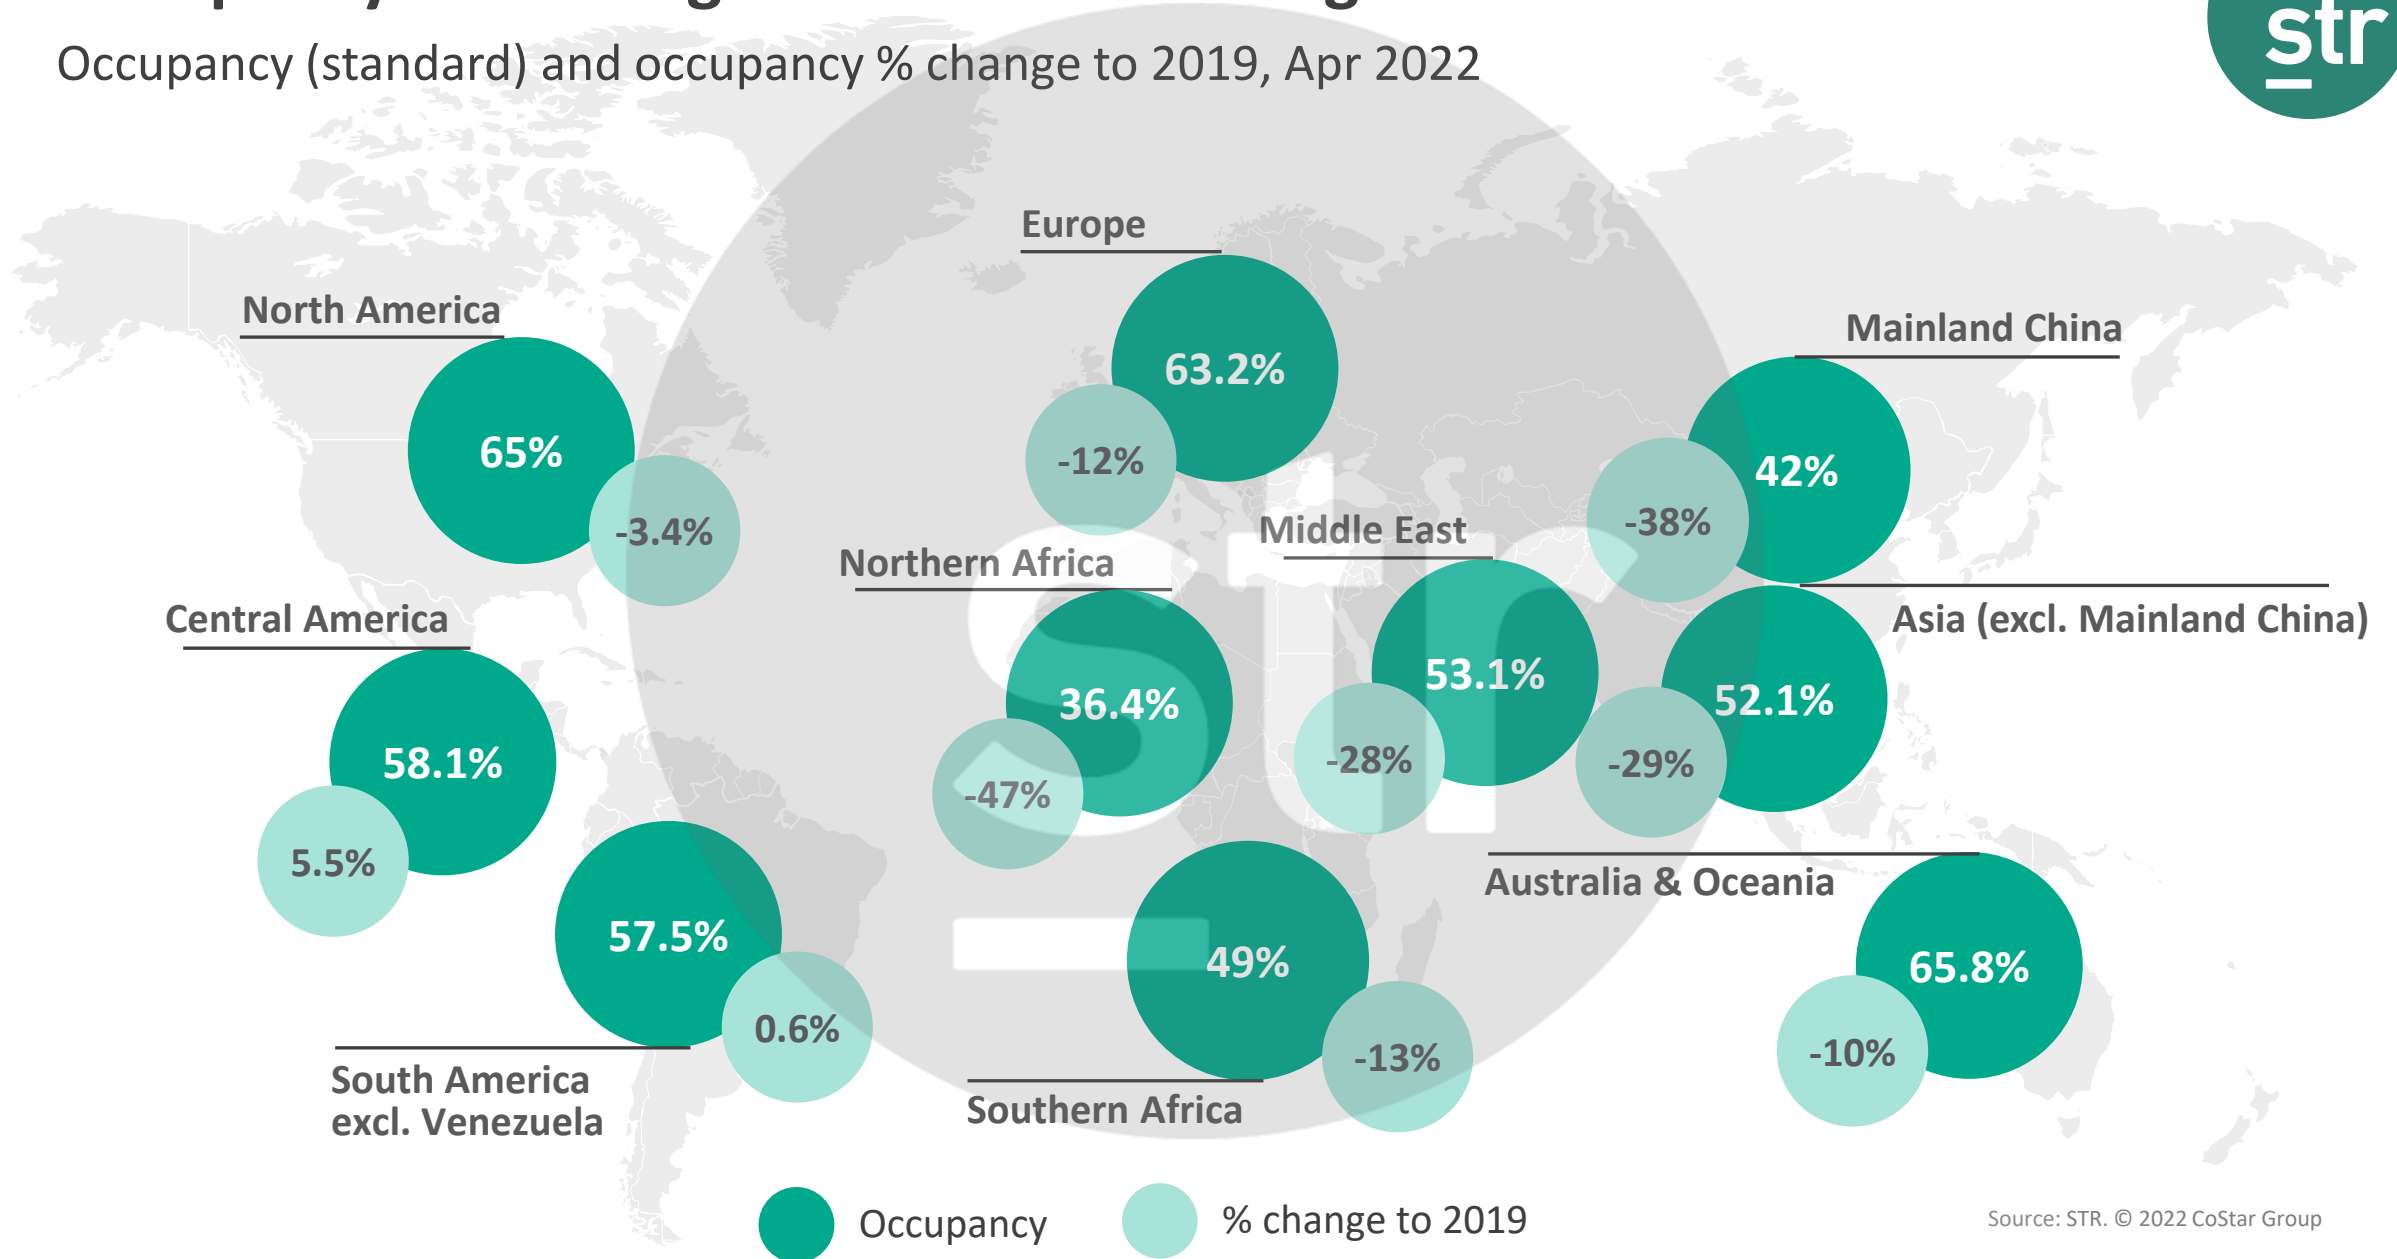 Occupancy (standard) and occupancy % change to 2019, Apr 2022
str
Europe
63.2%
-12%
North America
65%
-3.4%
Mainland China
42%
-38%
Middle East
53.1%
-28%
Northern Africa
36.4%
-47%
Asia (excl. Mainland China)
52.1%
-29%
Central America
58.1%
5.5%
57.5%
0.6%
South America
excl. Venezuela
49%
-13%
Southern Africa
Australia & Oceania
65.8%
-10%
str
Occupancy
% change to 2019
Source: STR. © 2022 CoStar Group